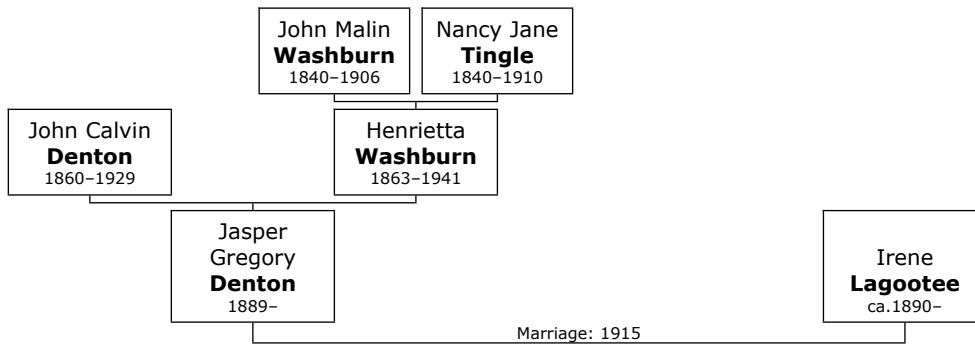 John Malin
Washburn
1840–1906
Nancy Jane
Tingle
1840–1910
John Calvin
Denton
1860–1929
Henrietta
Washburn
1863–1941
Jasper
Gregory
Denton
1889–
Irene
Lagootee
ca.1890–
Marriage: 1915